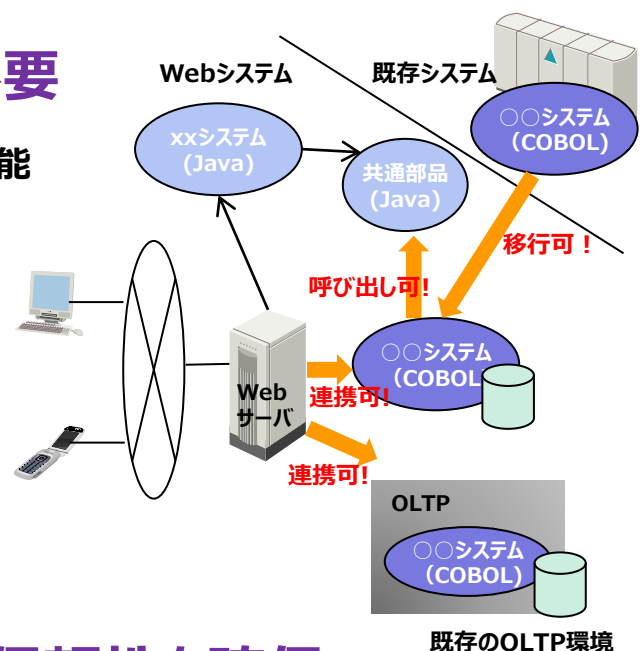 要
能
Webシステム
既存システム
○○システム
(COBOL)
xxシステム
(Java)
共通部品
(Java)
移行可！
呼び出し可!
○○システム
(COBOL
Web
サーバ
連携可!
連携可!
OLTP
○○システム
(COBOL)
既存のOLTP環境